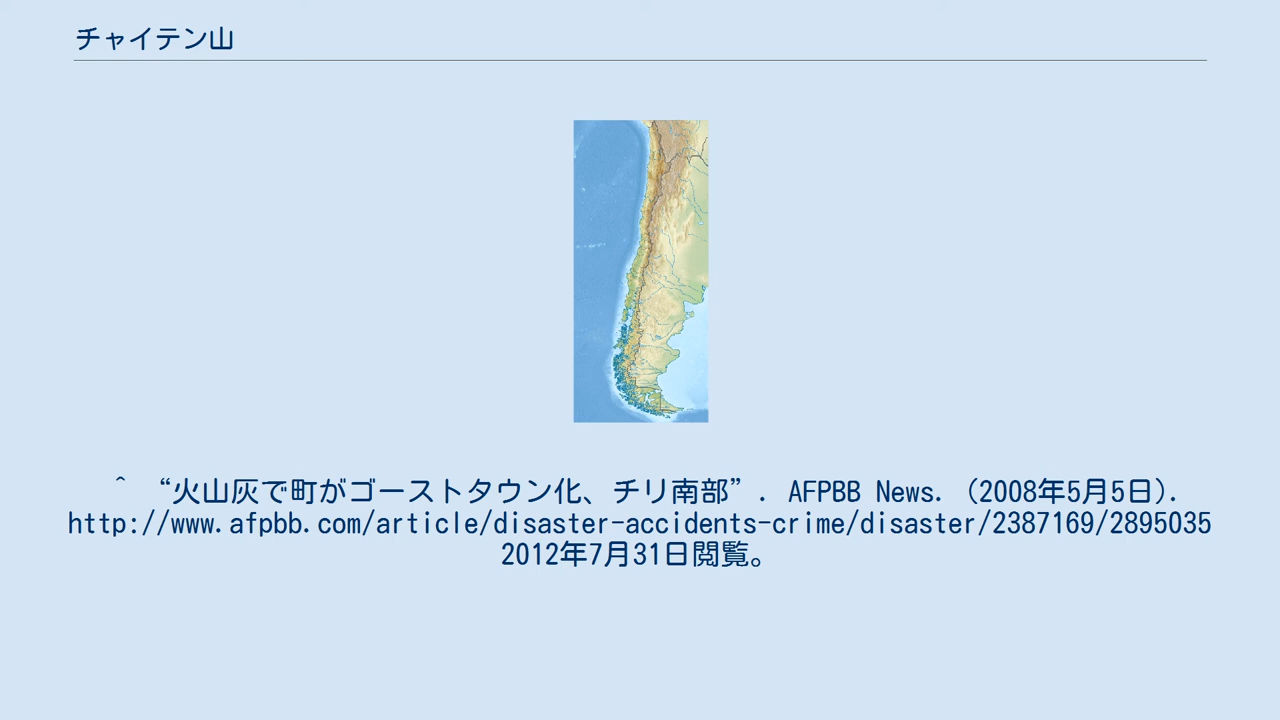 チャイテン山
^ “火山灰で町がゴーストタウン化、チリ南部”. AFPBB News. (2008年5月5日).
http://www.afpbb.com/article/disaster-accidents-crime/disaster/2387169/2895035
2012年7月31日閲覧。